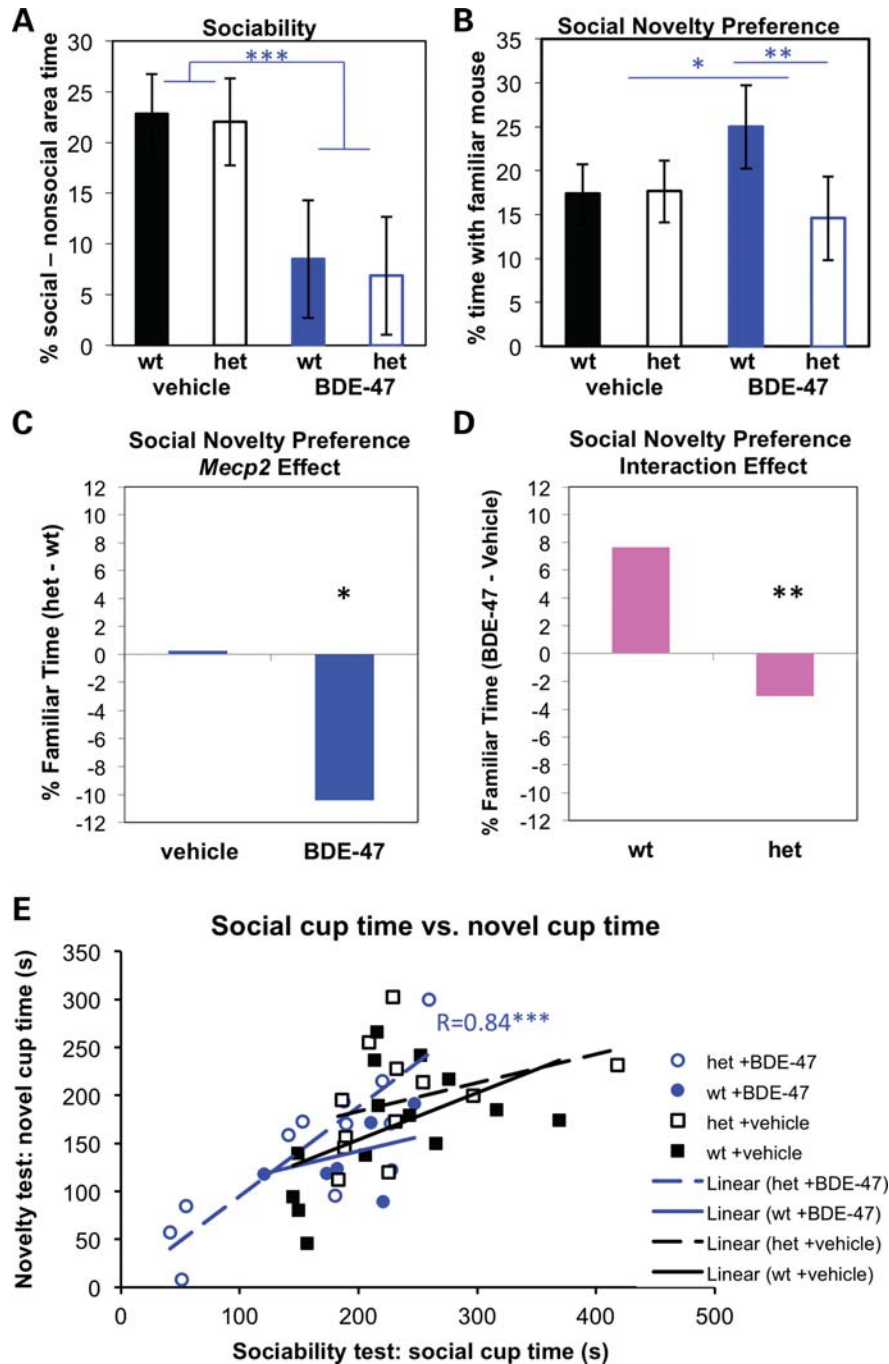 A
Sociability
***
% social – nonsocial area time
25
20
15
10
5
0
wt het wt het
vehicle BDE-47
B
Social Novelty Preference
* **
% time with familiar mouse
35
30
25
20
15
10
5
0
wt het wt het
vehicle BDE-47
C
Social Novelty Preference
Mecp2 Effect
% Familiar Time (het - wt)
12
10
8
6
4
2
0
-2
-4
-6
-8
-10
-12
*
vehicle BDE-47
D
Social Novelty Preference
Interaction Effect
% Familiar Time (BDE-47 - Vehicle)
12
10
8
6
4
2
0
-2
-4
-6
-8
-10
-12
**
wt het
E
Social cup time vs. novel cup time
Novelty test: novel cup time (s)
350
300
250
200
150
100
50
0
R=0.84***
het +BDE-47
wt +BDE-47
het +vehicle
wt +vehicle
Linear (het +BDE-47)
Linear (wt +BDE-47)
Linear (het +vehicle)
Linear (wt +vehicle)
0 100 200 300 400 500
Sociability test: social cup time (s)